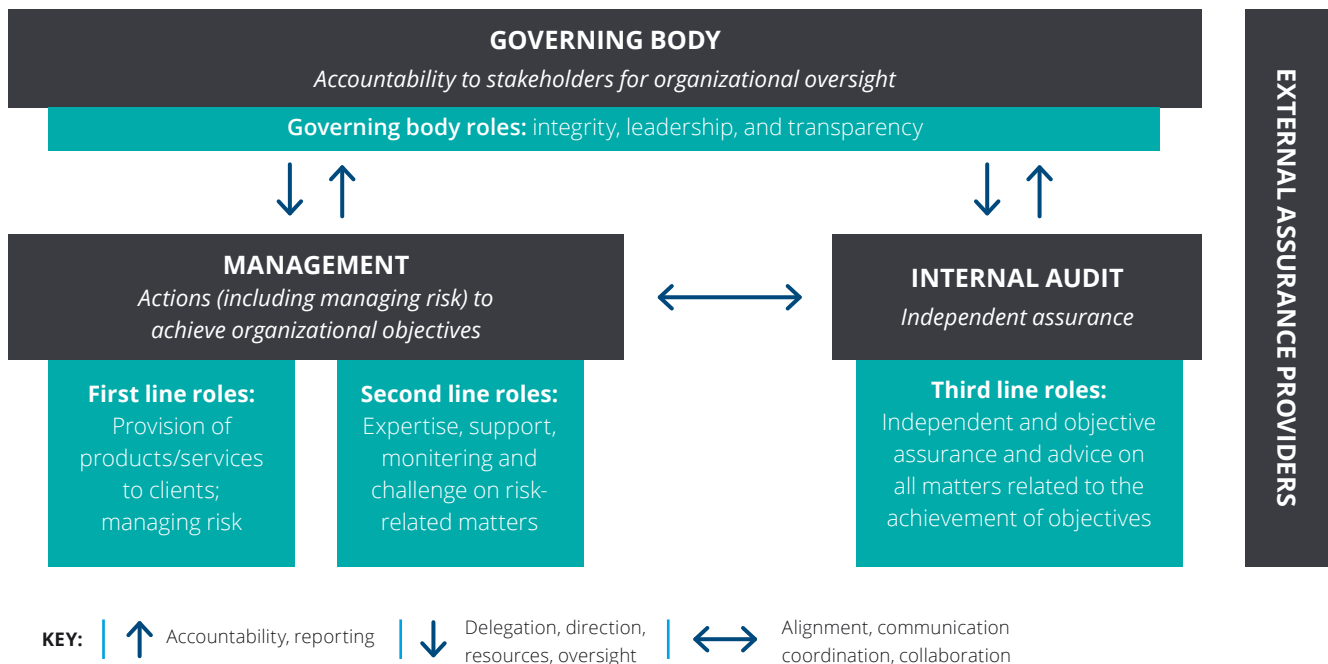 GOVERNING BODY
Accountability to stakeholders for organizational oversight
Governing body roles: integrity, leadership, and transparency
MANAGEMENT
Actions (including managing risk) to
achieve organizational objectives
First line roles:
Provision of
products/services
to clients;
managing risk
Second line roles:
Expertise, support,
monitering and
challenge on risk-
related matters
INTERNAL AUDIT
Independent assurance
Third line roles:
Independent and objective
assurance and advice on
all matters related to the
achievement of objectives
EXTERNAL ASSURANCE PROVIDERS
KEY:
Accountability, reporting
Delegation, direction,
resources, oversight
Alignment, communication
coordination, collaboration